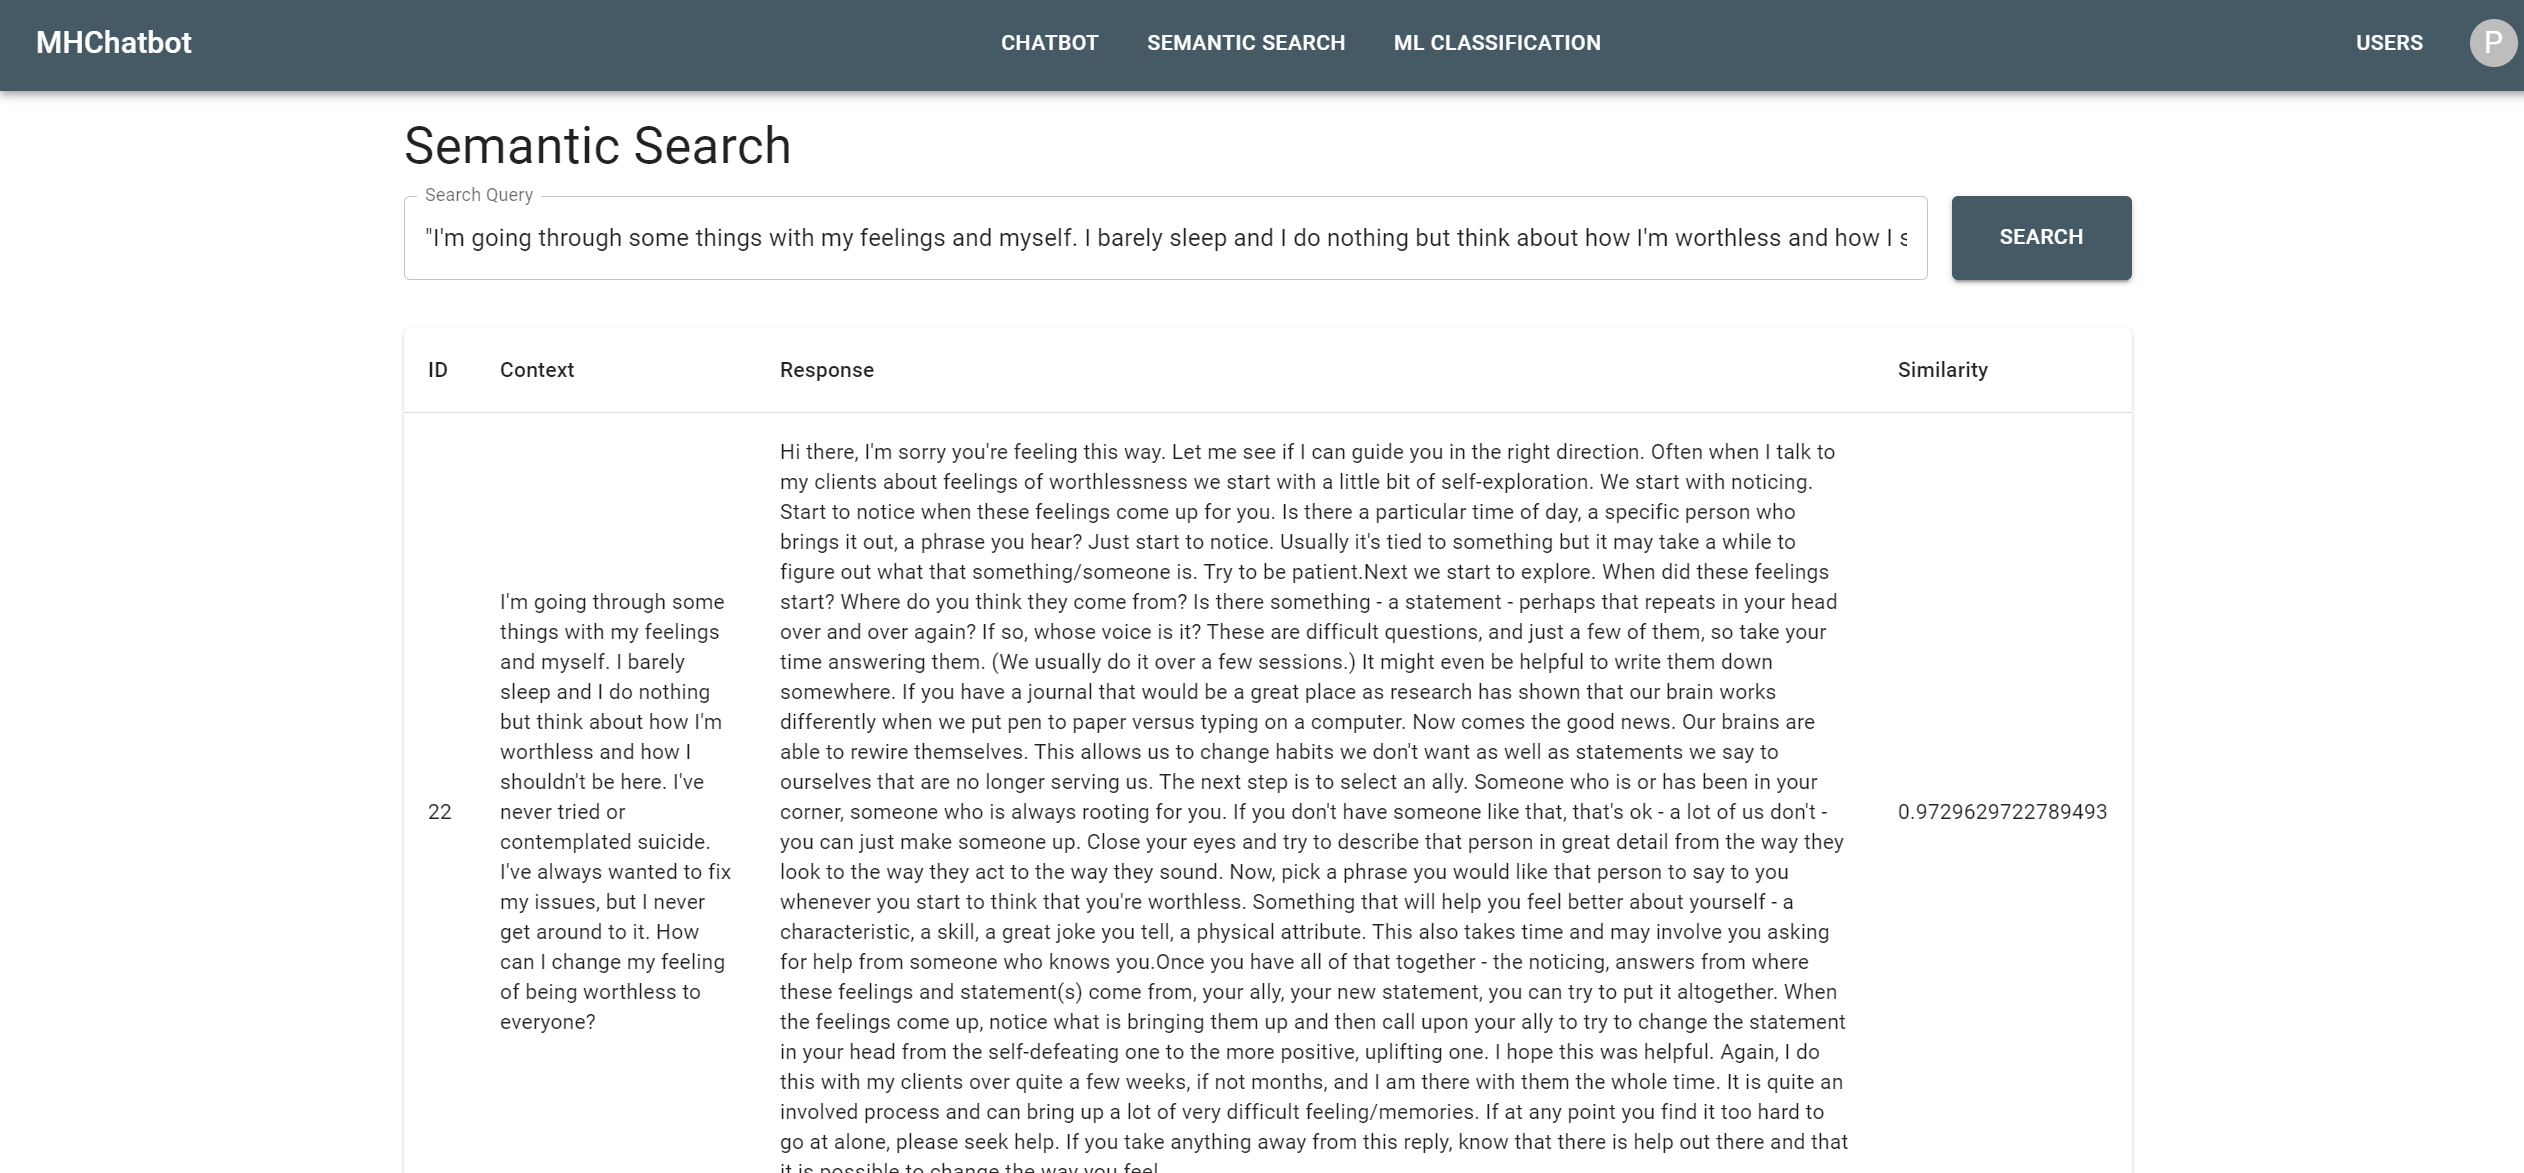 MHChatbot
CHATBOT
SEMANTIC SEARCH
ML CLASSIFICATION
USERS
P
Semantic Search
Search Query
"I'm going through some things with my feelings and myself. I barely sleep and I do nothing but think about how I'm worthless and how I s
SEARCH
ID
Context
Response
Similarity
22
I'm going through some
things with my feelings
and myself. I barely
sleep and I do nothing
but think about how I'm
worthless and how I
shouldn't be here. I've
never tried or
contemplated suicide.
I've always wanted to fix
my issues, but I never
get around to it. How
can I change my feeling
of being worthless to
everyone?
Hi there, I'm sorry you're feeling this way. Let me see if I can guide you in the right direction. Often when I talk to
my clients about feelings of worthlessness we start with a little bit of self-exploration. We start with noticing.
Start to notice when these feelings come up for you. Is there a particular time of day, a specific person who
brings it out, a phrase you hear? Just start to notice. Usually it's tied to something but it may take a while to
figure out what that something/someone is. Try to be patient.Next we start to explore. When did these feelings
start? Where do you think they come from? Is there something - a statement - perhaps that repeats in your head
over and over again? If so, whose voice is it? These are difficult questions, and just a few of them, so take your
time answering them. (We usually do it over a few sessions.) It might even be helpful to write them down
somewhere. If you have a journal that would be a great place as research has shown that our brain works
differently when we put pen to paper versus typing on a computer. Now comes the good news. Our brains are
able to rewire themselves. This allows us to change habits we don't want as well as statements we say to
ourselves that are no longer serving us. The next step is to select an ally. Someone who is or has been in your
corner, someone who is always rooting for you. If you don't have someone like that, that's ok - a lot of us don't -
you can just make someone up. Close your eyes and try to describe that person in great detail from the way they
look to the way they act to the way they sound. Now, pick a phrase you would like that person to say to you
whenever you start to think that you're worthless. Something that will help you feel better about yourself - a
characteristic, a skill, a great joke you tell, a physical attribute. This also takes time and may involve you asking
for help from someone who knows you.Once you have all of that together - the noticing, answers from where
these feelings and statement(s) come from, your ally, your new statement, you can try to put it altogether. When
the feelings come up, notice what is bringing them up and then call upon your ally to try to change the statement
in your head from the self-defeating one to the more positive, uplifting one. I hope this was helpful. Again, I do
this with my clients over quite a few weeks, if not months, and I am there with them the whole time. It is quite an
involved process and can bring up a lot of very difficult feeling/memories. If at any point you find it too hard to
go at alone, please seek help. If you take anything away from this reply, know that there is help out there and that
it is possible to change the way you feel
0.9729629722789493